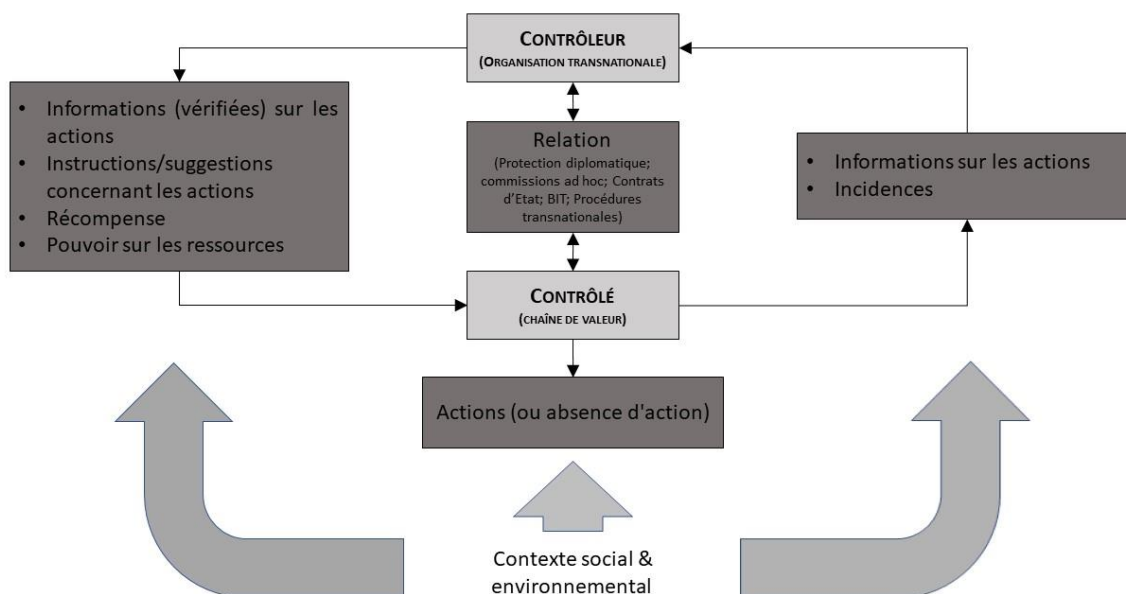 CONTRÔLEUR
(ORGANISATION TRANSNATIONALE)
• Informations (vérifiées) sur les
actions
• Instructions/suggestions
concernant les actions
• Récompense
• Pouvoir sur les ressources
Relation
(Protection diplomatique;
commissions ad hoc; Contrats
d'Etat; BIT; Procédures
transnationales)
• Informations sur les actions
• Incidences
CONTRÔLÉ
(CHAÎNE DE VALEUR)
Actions (ou absence d'action)
Contexte social &
environnemental